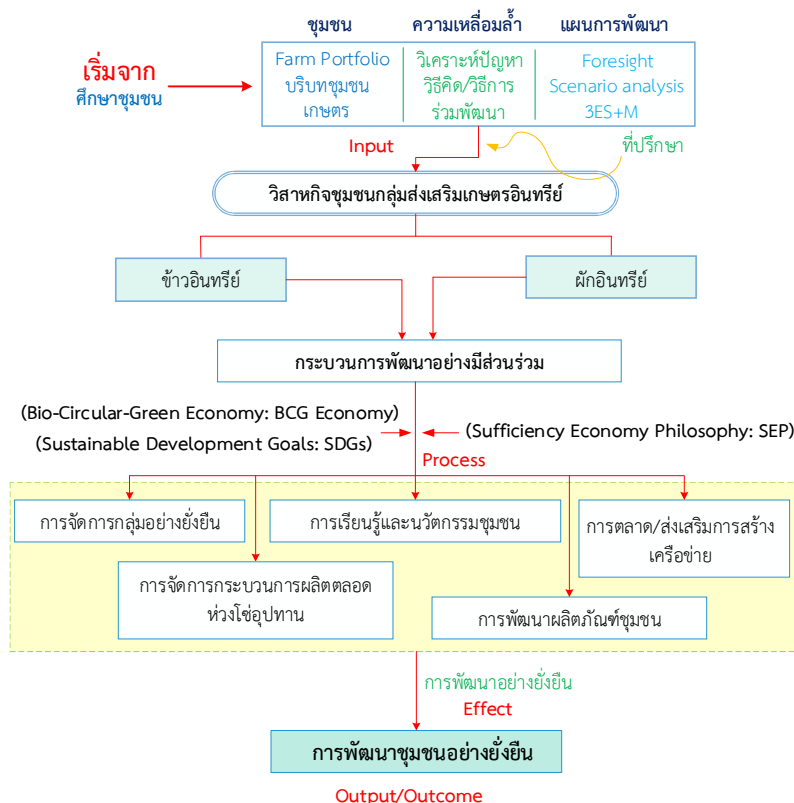 ชุมชน ความเหลื่อมล้ำ แผนการพัฒนา
เริ่มจาก
ศึกษาชุมชน
Farm Portfolio
บริบทชุมชน
เกษตร
วิเคราะห์ปัญหา
วิธีคิด/วิธีการ
ร่วมพัฒนา
Foresight
Scenario analysis
3ES+M
Input
ที่ปรึกษา
วิสาหกิจชุมชนกลุ่มส่งเสริมเกษตรอินทรีย์
ข้าวอินทรีย์
ผักอินทรีย์
กระบวนการพัฒนาอย่างมีส่วนร่วม
(Bio-Circular-Green Economy: BCG Economy)
(Sustainable Development Goals: SDGs)
(Sufficiency Economy Philosophy: SEP)
Process
การจัดการกลุ่มอย่างยั่งยืน
การเรียนรู้และนวัตกรรมชุมชน
การตลาด/ส่งเสริมการสร้าง
เครือข่าย
การจัดการกระบวนการผลิตตลอด
ห่วงโซ่อุปทาน
การพัฒนาผลิตภัณฑ์ชุมชน
การพัฒนาอย่างยั่งยืน
Effect
การพัฒนาชุมชนอย่างยั่งยืน
Output/Outcome